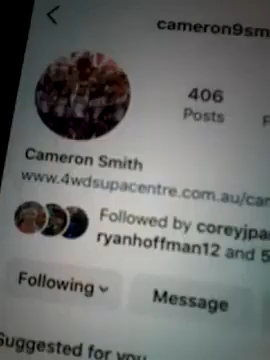 cameron9sm
406
Posts
Cameron Smith
www.4wdsupacentre.com.au/car
Followed by coreyjpa
ryanhoffman12 and 5
Following
Message
Suggested for you